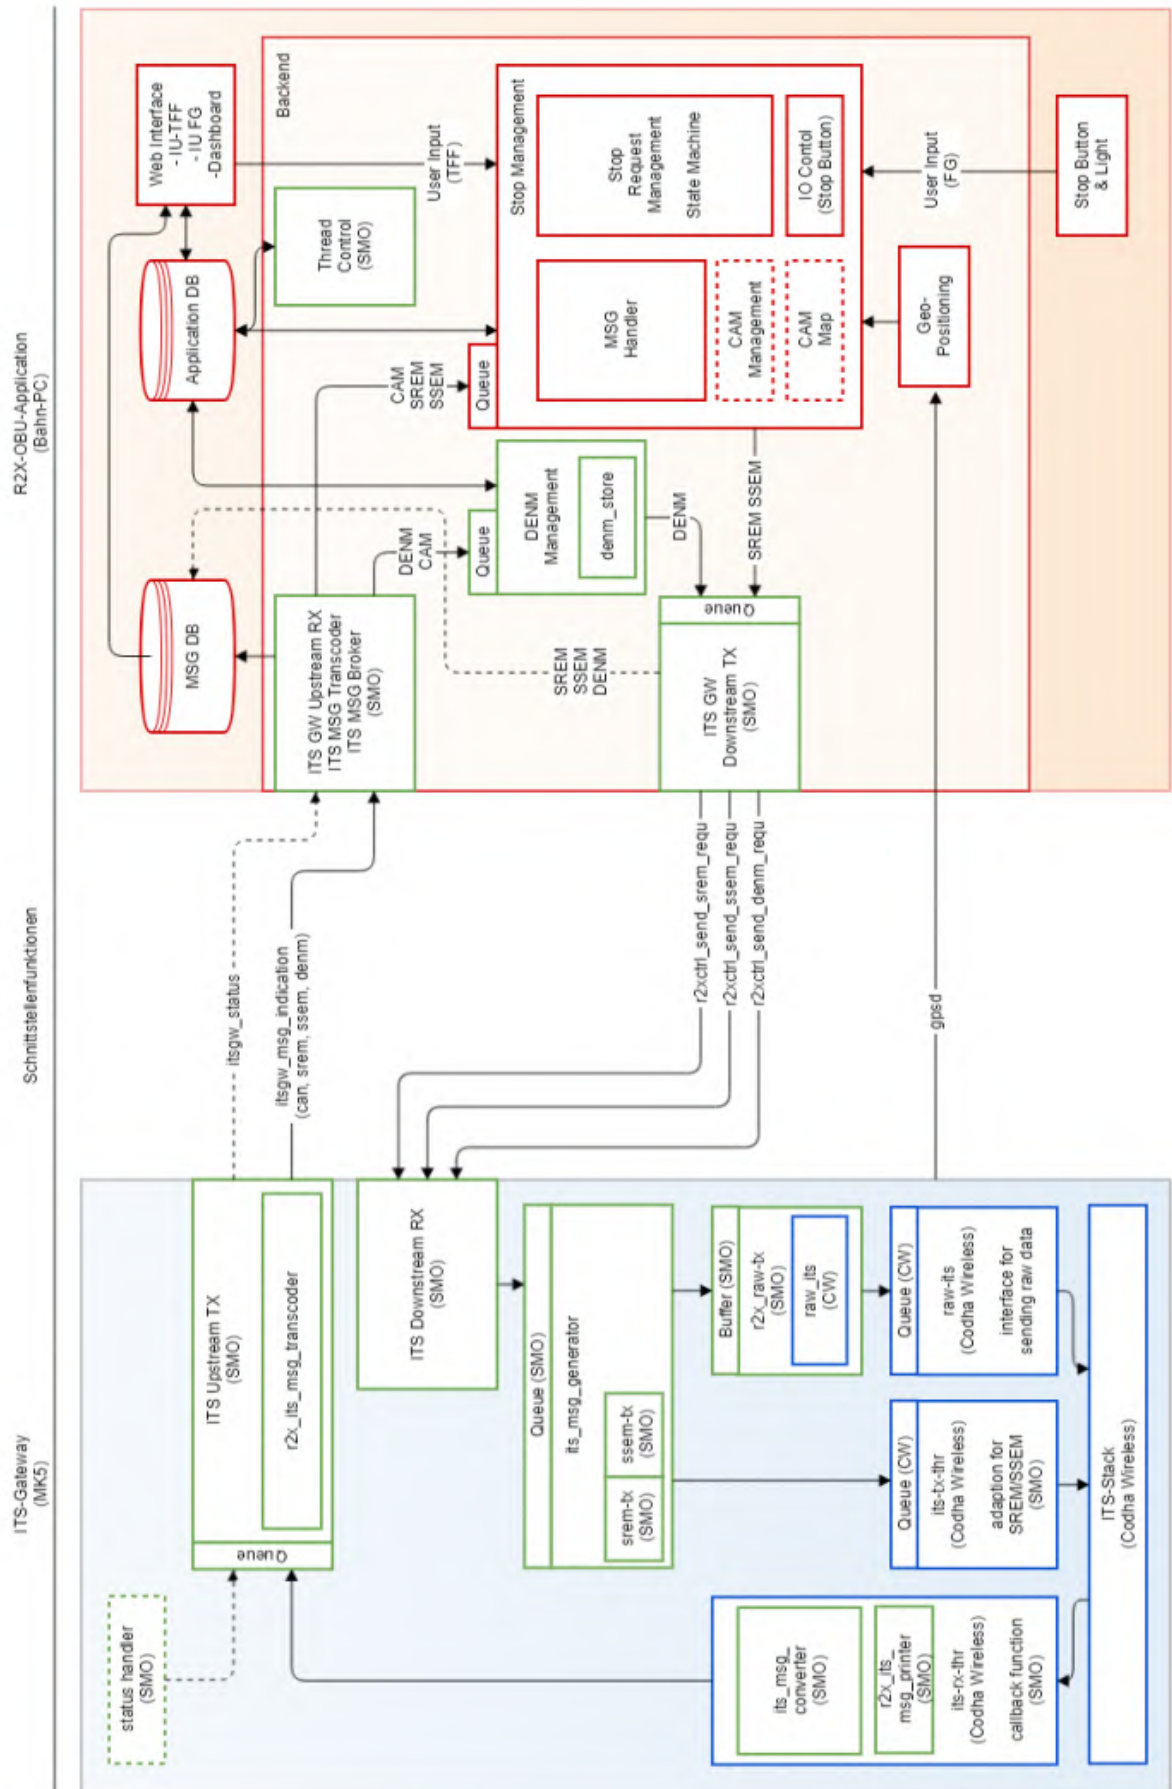 ITS-Gateway
(MK5)
Schnittstellenfunktionen
R2X-OBU-Application
(Bahn-PC)
status handler
(SMO)
Queue
ITS Upstream TX
(SMO)
r2x_its_msg_transcoder
ITS Downstream RX
(SMO)
Queue (SMO)
its_msg_generator
srem-tx
(SMO)
ssem-tx
(SMO)
Buffer (SMO)
r2x_raw-tx
(SMO)
raw_its
(CW)
its_msg_
converter
(SMO)
r2x_its_
msg_printer
(SMO)
its-rx-thr
(Codha Wireless)
callback function
(SMO)
Queue (CW)
its-tx-thr
(Codha Wireless)
adaption for
SREM/SSEM
(SMO)
Queue (CW)
raw-its
(Codha Wireless)
interface for
sending raw data
ITS-Stack
(Codha Wireless)
itsgw_status
itsgw_msg_indication
(can, srem, ssem, denm)
r2xctrl_send_srem_requ
r2xctrl_send_ssem_requ
r2xctrl_send_denm_requ
gpsd
MSG DB
Application DB
Web Interface
- IU-TFF
- IU FG
-Dashboard
Backend
ITS GW Upstream RX
ITS MSG Transcoder
ITS MSG Broker
(SMO)
Thread
Control
(SMO)
DENM
CAM
CAM
SREM
SSEM
User Input
(TFF)
Queue
DENM
Management
denm_store
Queue
Stop Management
MSG
Handler
Stop
Request
Management
State Machine
CAM
Management
CAM
Map
IO Contol
(Stop Button)
SREM
SSEM
DENM
DENM
SREM SSEM
ITS GW
Downstream TX
(SMO)
Queue
User Input
(FG)
Geo-
Positioning
Stop Button
& Light